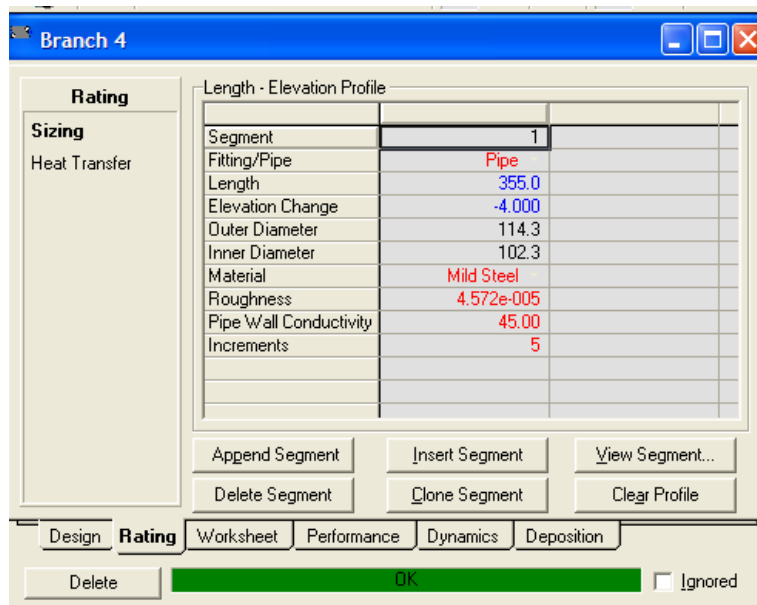 Branch 4
Rating
Sizing
Heat Transfer
Length - Elevation Profile
Segment 1
Fitting/Pipe Pipe
Length 355.0
Elevation Change -4.000
Outer Diameter 114.3
Inner Diameter 102.3
Material Mild Steel
Roughness 4.572e-005
Pipe Wall Conductivity 45.00
Increments 5
Append Segment Insert Segment View Segment...
Delete Segment Clone Segment Clear Profile
Design Rating Worksheet Performance Dynamics Deposition
Delete OK Ignored